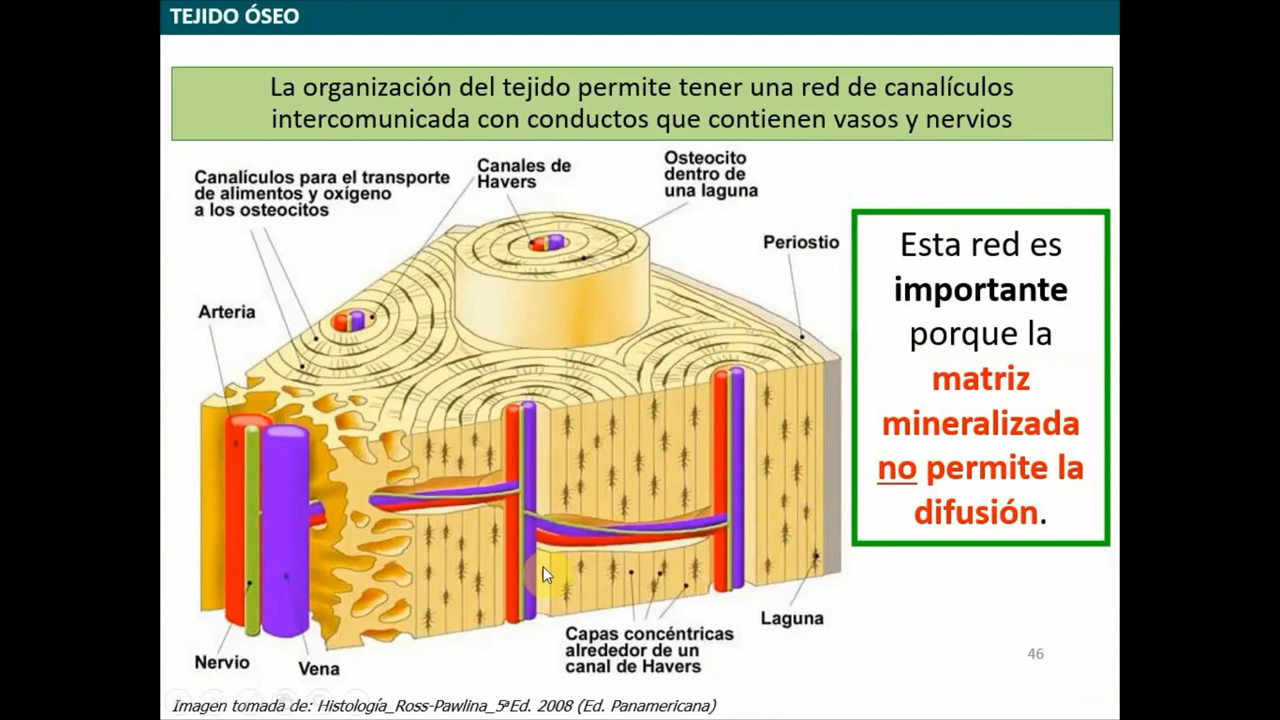 TEJIDO ÓSEO
La organización del tejido permite tener una red de canalículos
intercomunicada con conductos que contienen vasos y nervios
Canalículos para el transporte
de alimentos y oxígeno
a los osteocitos
Canales de
Havers
Osteocito
dentro de
una laguna
Periostio
Arteria
Esta red es
importante
porque la
matriz
mineralizada
no permite la
difusión.
Nervio
Vena
Capas concéntricas
alrededor de un
canal de Havers
Laguna
46
Imagen tomada de: Histología_Ross-Pawlina_5ªEd. 2008 (Ed. Panamericana)